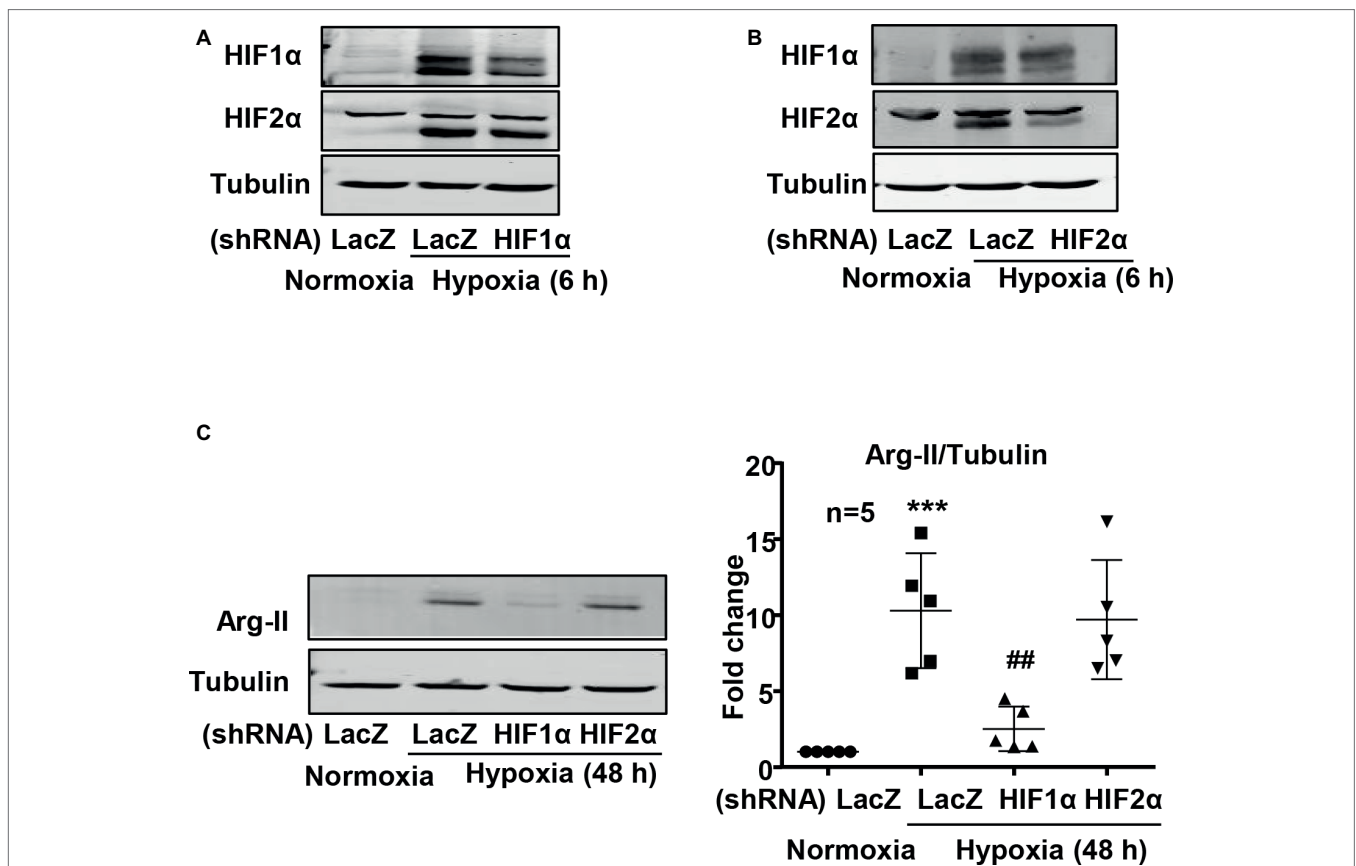 A
HIF1α
HIF2α
Tubulin
(shRNA) LacZ LacZ HIF1α
Normoxia Hypoxia (6 h)
B
HIF1α
HIF2α
Tubulin
(shRNA) LacZ LacZ HIF2α
Normoxia Hypoxia (6 h)
C
Arg-II
Tubulin
(shRNA) LacZ LacZ HIF1α HIF2α
Normoxia Hypoxia (48 h)
Arg-II/Tubulin
n=5
***
##
Fold change
20
15
10
5
0
(shRNA) LacZ LacZ HIF1α HIF2α
Normoxia Hypoxia (48 h)